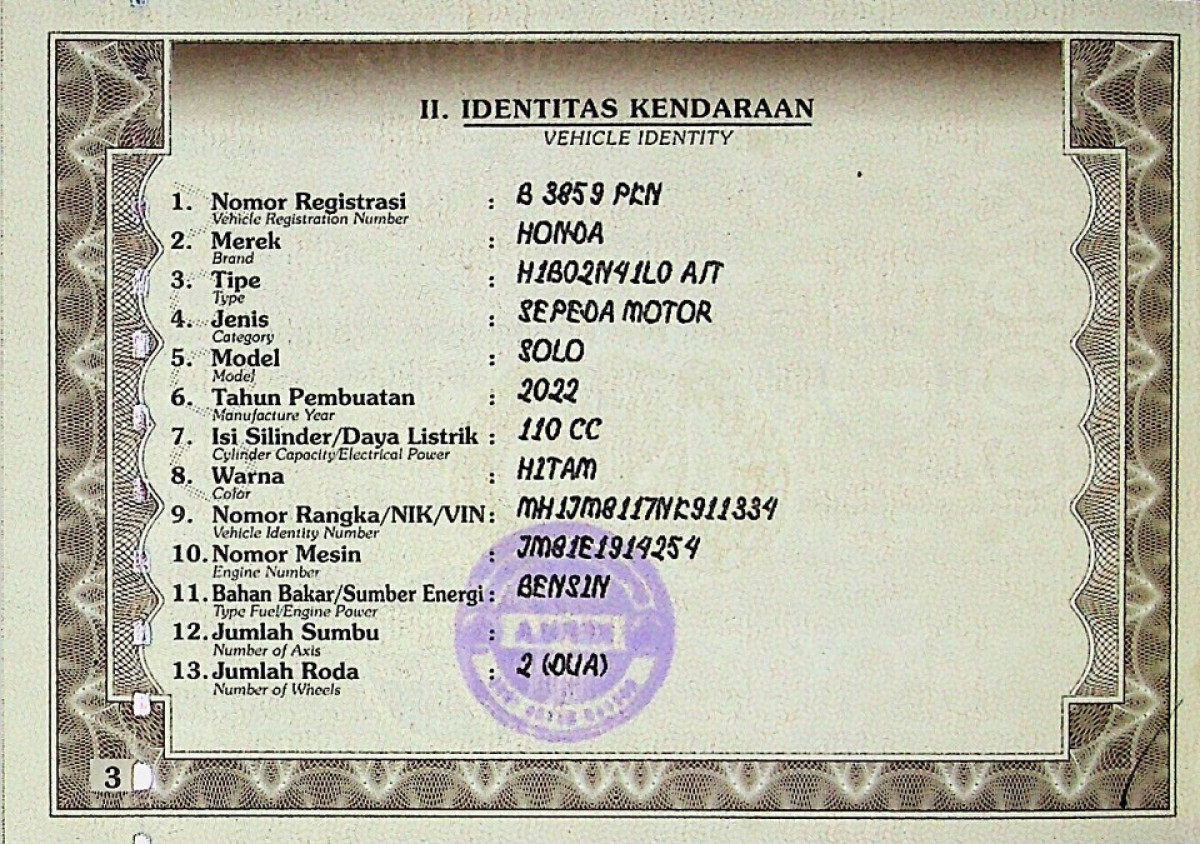 II. IDENTITAS KENDARAAN
VEHICLE IDENTITY
1. Nomor Registrasi : B 3859 PKN
Vehicle Registration Number
2. Merek : HONDA
Brand
3. Tipe : H1B02N41L0 A/T
Type
4. Jenis : SEPEDA MOTOR
Category
5. Model : SOLO
Model
6. Tahun Pembuatan : 2022
Manufacture Year
7. Isi Silinder/Daya Listrik : 110 CC
Cylinder Capacity/Electrical Power
8. Warna : HITAM
Color
9. Nomor Rangka/NIK/VIN: MH1JM8117NK911334
Vehicle Identity Number
10. Nomor Mesin : JM81E1914254
Engine Number
11. Bahan Bakar/Sumber Energi : BENSIN
Type Fuel/Engine Power
12. Jumlah Sumbu :
Number of Axis
13. Jumlah Roda : 2 (DUA)
Number of Wheels
3